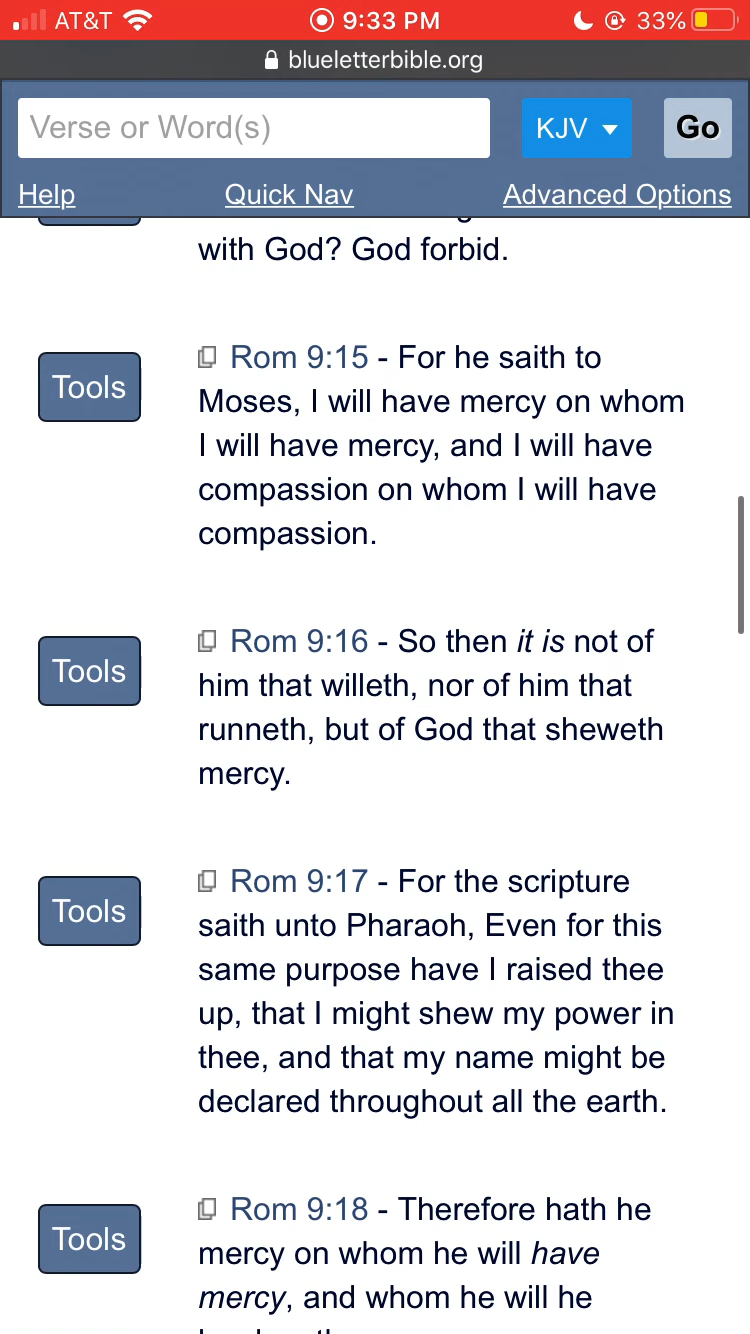 AT&T 9:33 PM 33%
blueletterbible.org
Verse or Word(s) KJV Go
Help Quick Nav Advanced Options
with God? God forbid.
Tools
Rom 9:15 - For he saith to
Moses, I will have mercy on whom
I will have mercy, and I will have
compassion on whom I will have
compassion.
Tools
Rom 9:16 - So then it is not of
him that willeth, nor of him that
runneth, but of God that sheweth
mercy.
Tools
Rom 9:17 - For the scripture
saith unto Pharaoh, Even for this
same purpose have I raised thee
up, that I might shew my power in
thee, and that my name might be
declared throughout all the earth.
Tools
Rom 9:18 - Therefore hath he
mercy on whom he will have
mercy, and whom he will he